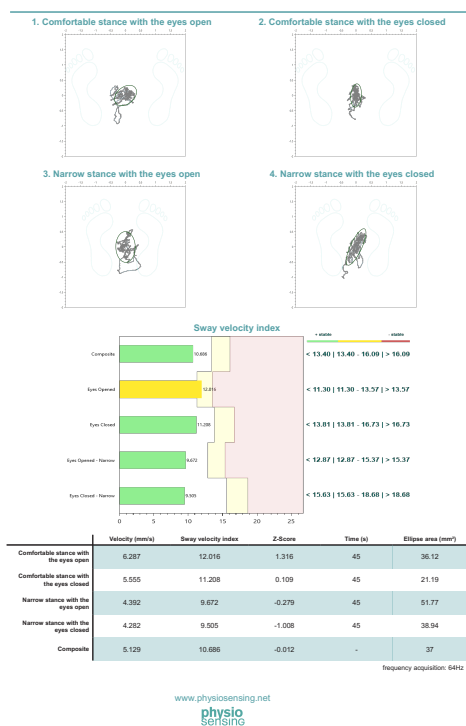 1. Comfortable stance with the eyes open
2. Comfortable stance with the eyes closed
3. Narrow stance with the eyes open
4. Narrow stance with the eyes closed
Sway velocity index
+ stable
- stable
Composite
10.686
< 13.40 | 13.40 - 16.09 | > 16.09
Eyes Opened
12.016
< 11.30 | 11.30 - 13.57 | > 13.57
Eyes Closed
11.208
< 13.81 | 13.81 - 16.73 | > 16.73
Eyes Opened - Narrow
9.672
< 12.87 | 12.87 - 15.37 | > 15.37
Eyes Closed - Narrow
9.505
< 15.63 | 15.63 - 18.68 | > 18.68
0 5 10 15 20 25
Velocity (mm/s) Sway velocity index Z-Score Time (s) Ellipse area (mm²)
Comfortable stance with
the eyes open 6.287 12.016 1.316 45 36.12
Comfortable stance with
the eyes closed 5.555 11.208 0.109 45 21.19
Narrow stance with the
eyes open 4.392 9.672 -0.279 45 51.77
Narrow stance with the
eyes closed 4.282 9.505 -1.008 45 38.94
Composite 5.129 10.686 -0.012 - 37
frequency acquisition: 64Hz
www.physiosensing.net
physio
sensing